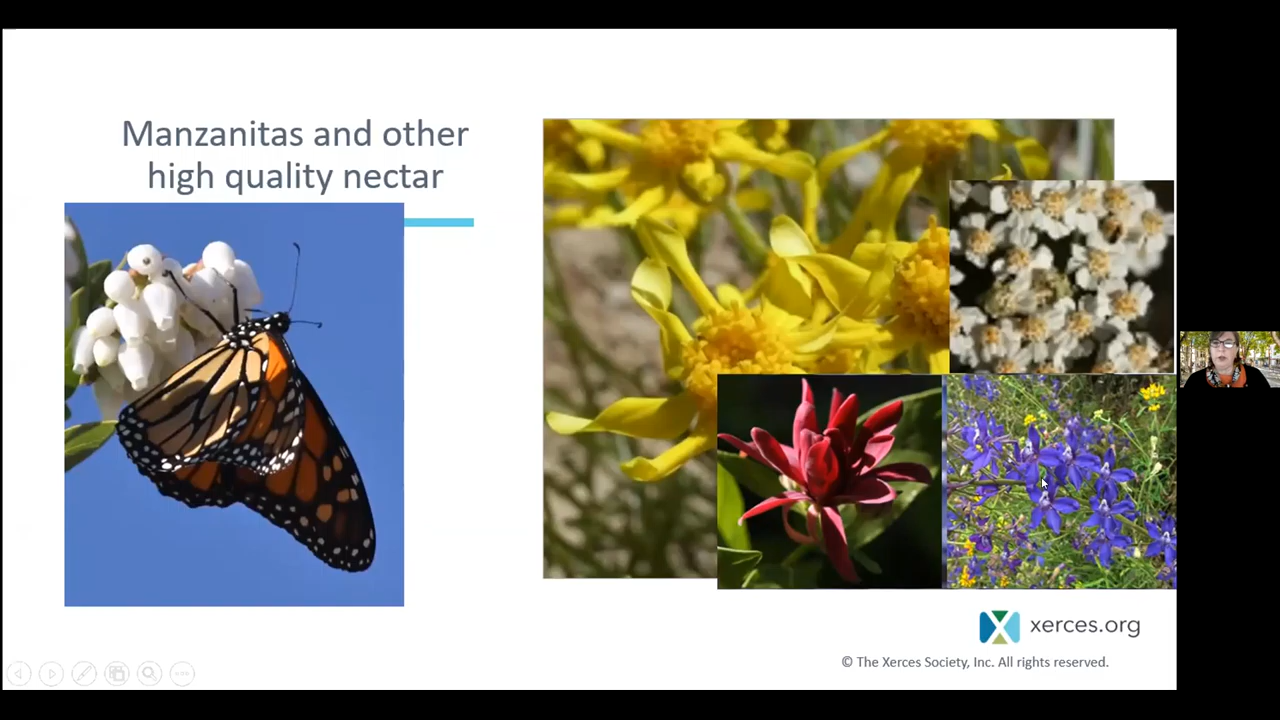 Manzanitas and other
high quality nectar
xerces.org
© The Xerces Society, Inc. All rights reserved.